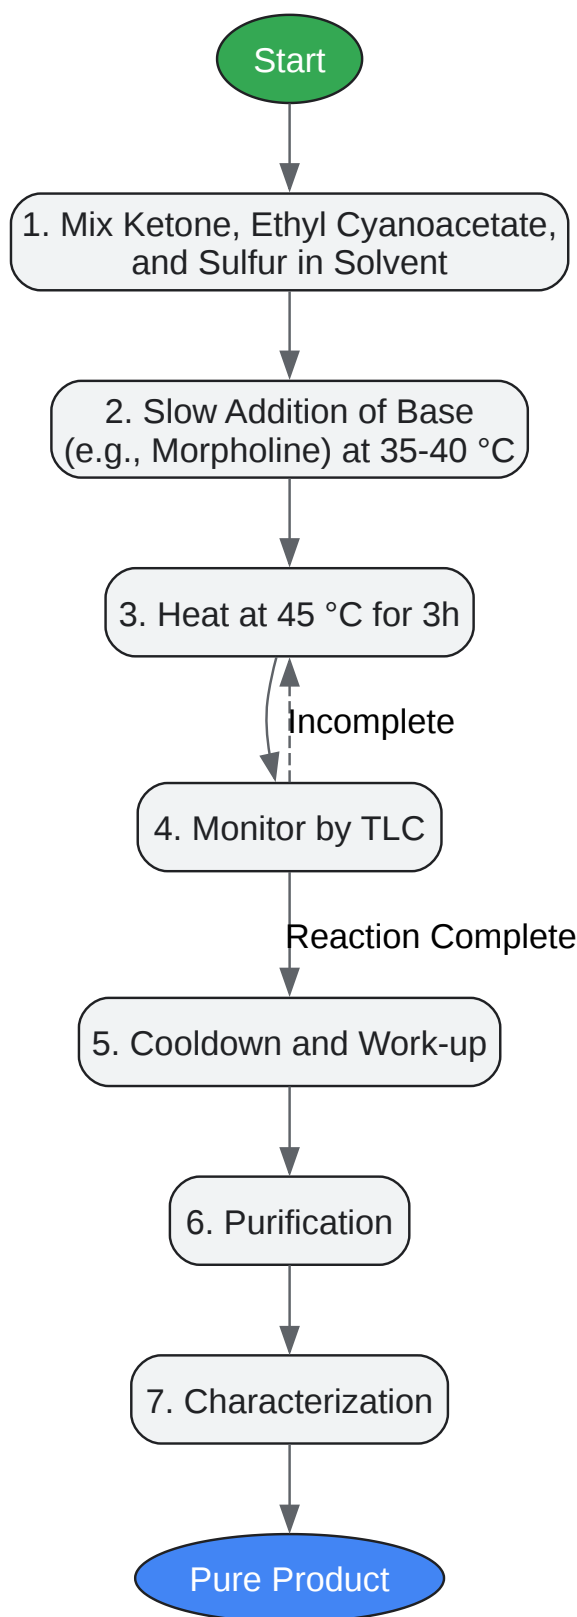 Start
1. Mix Ketone, Ethyl Cyanoacetate,
and Sulfur in Solvent
2. Slow Addition of Base
(e.g., Morpholine) at 35-40 °C
3. Heat at 45 °C for 3h
Incomplete
4. Monitor by TLC
Reaction Complete
5. Cooldown and Work-up
6. Purification
7. Characterization
Pure Product